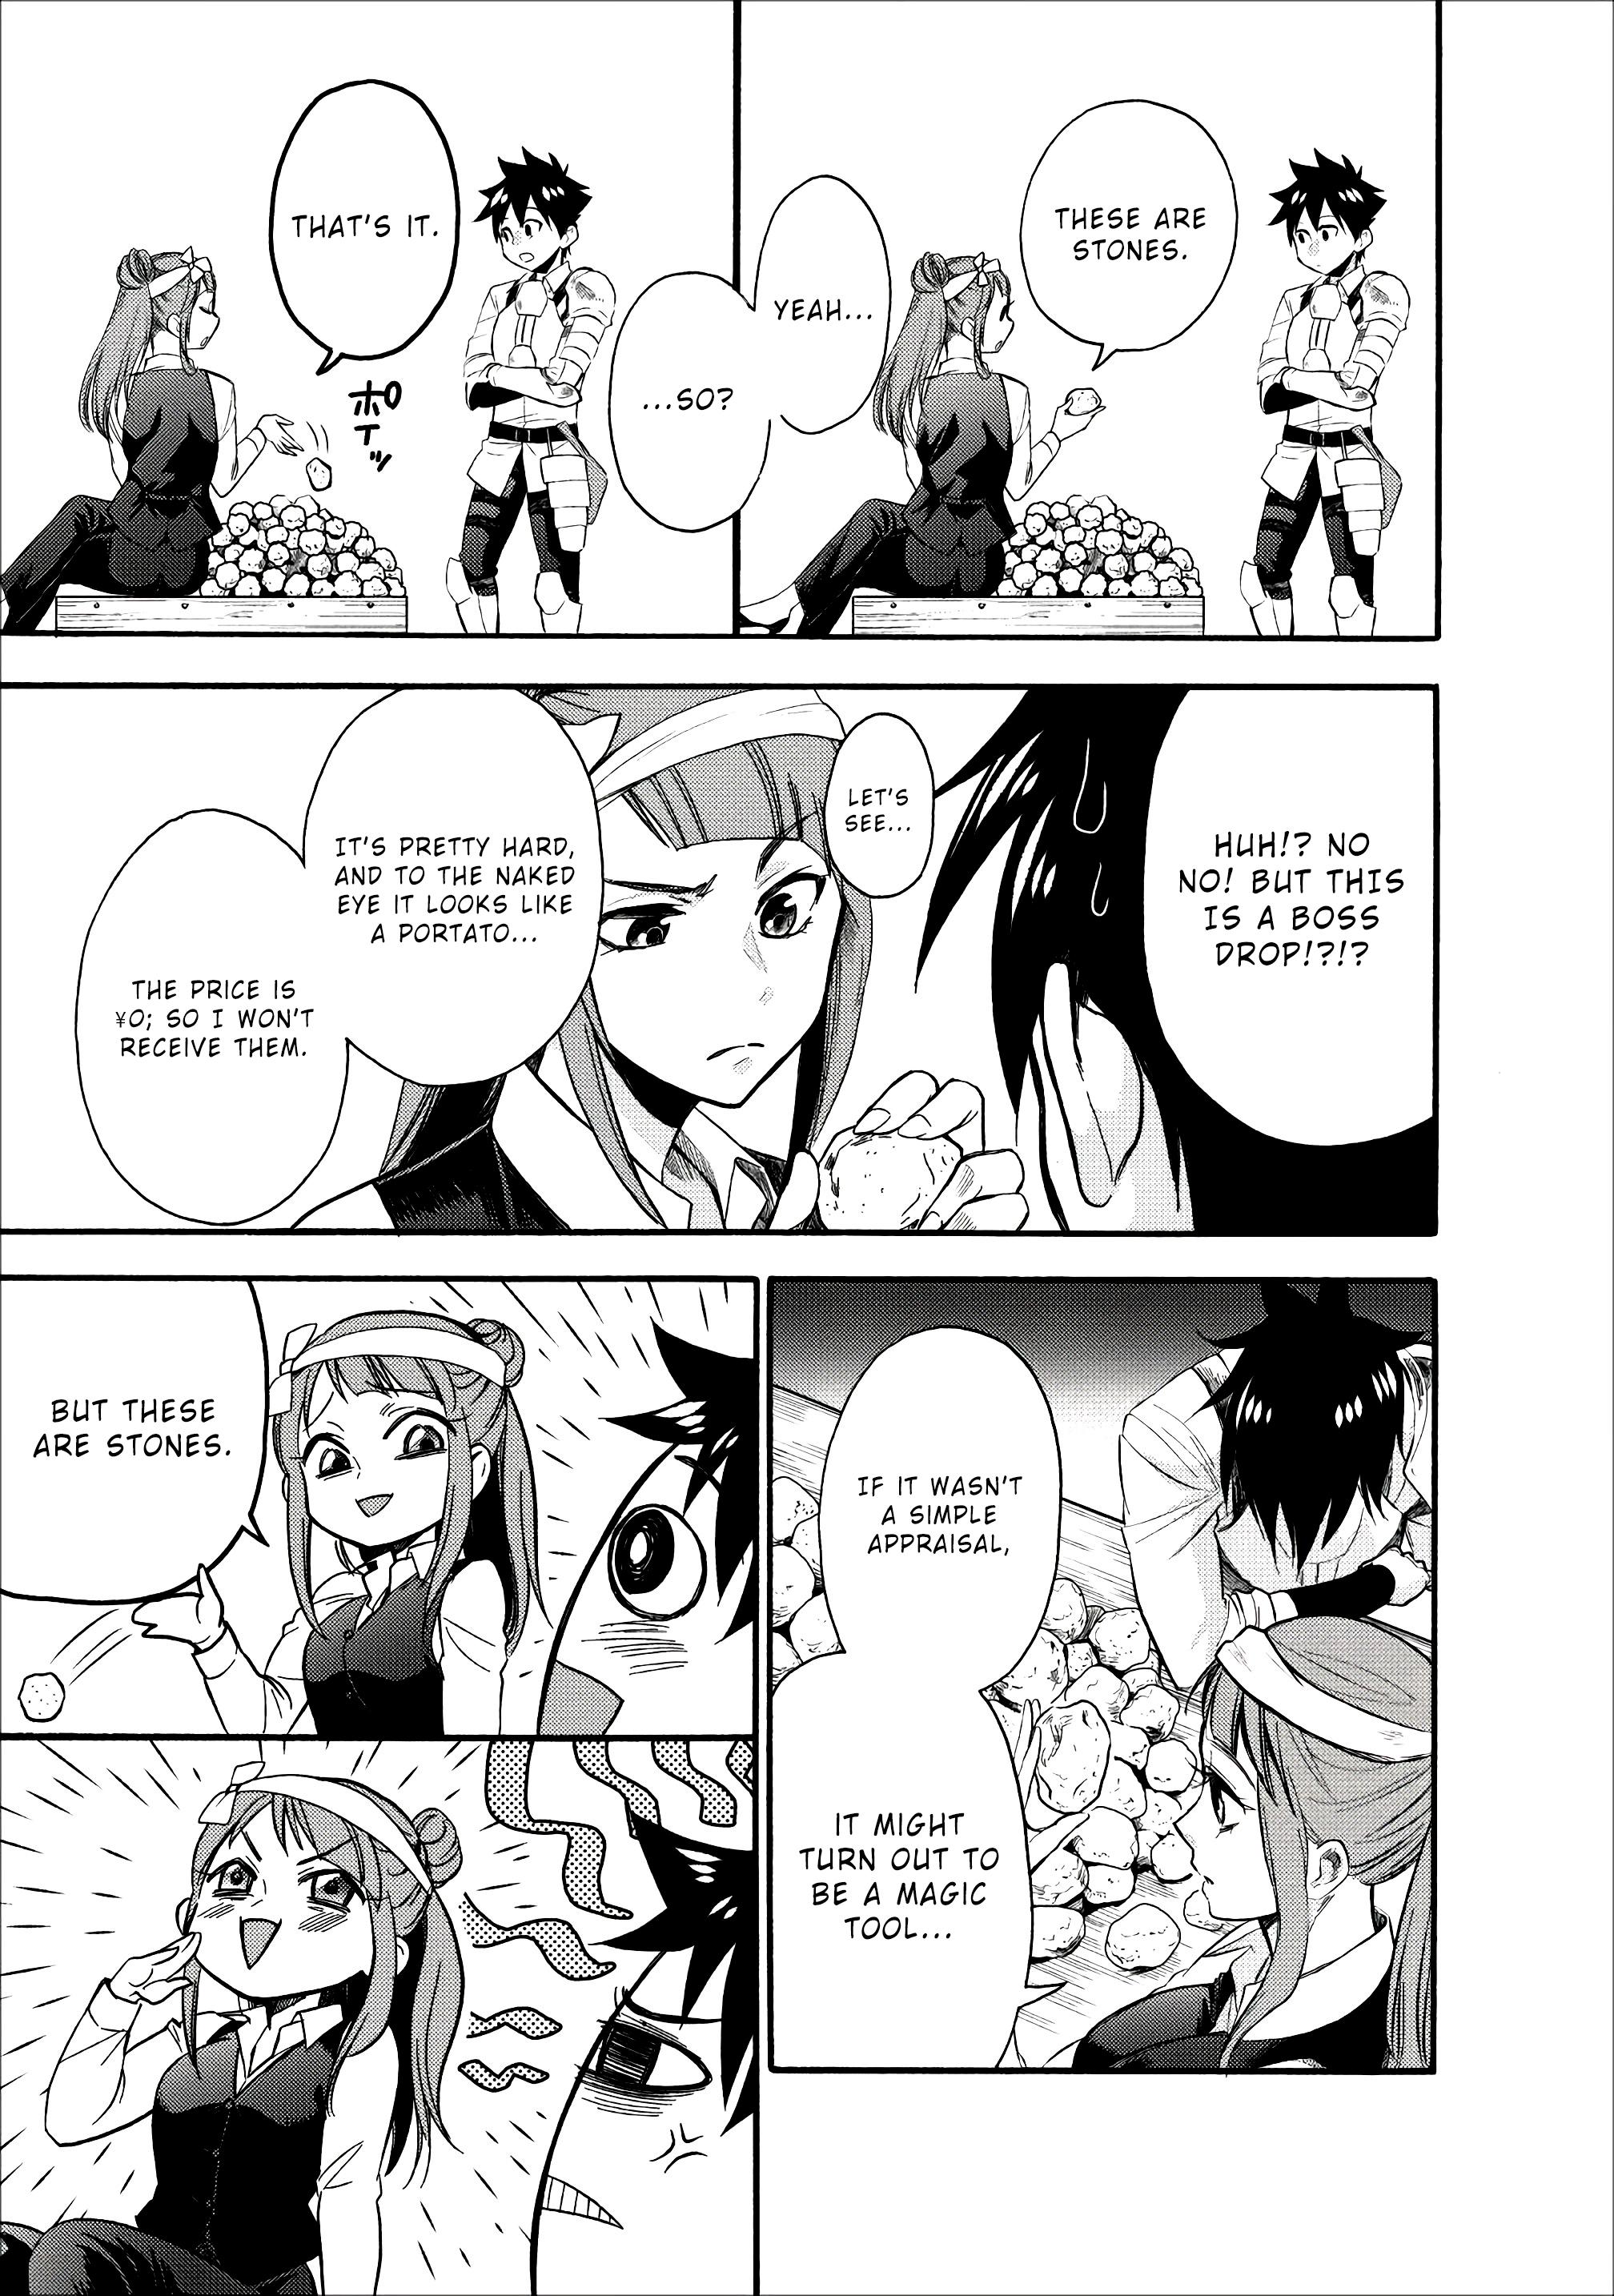 THESE ARE
STONES.
YEAH...
...SO?
THAT'S IT.
ポイッ
HUH!? NO
NO! BUT THIS
IS A BOSS
DROP!?!?
LET'S
SEE...
IT'S PRETTY HARD,
AND TO THE NAKED
EYE IT LOOKS LIKE
A PORTATO...
THE PRICE IS
¥0; SO I WON'T
RECEIVE THEM.
IF IT WASN'T
A SIMPLE
APPRAISAL,
IT MIGHT
TURN OUT TO
BE A MAGIC
TOOL...
BUT THESE
ARE STONES.